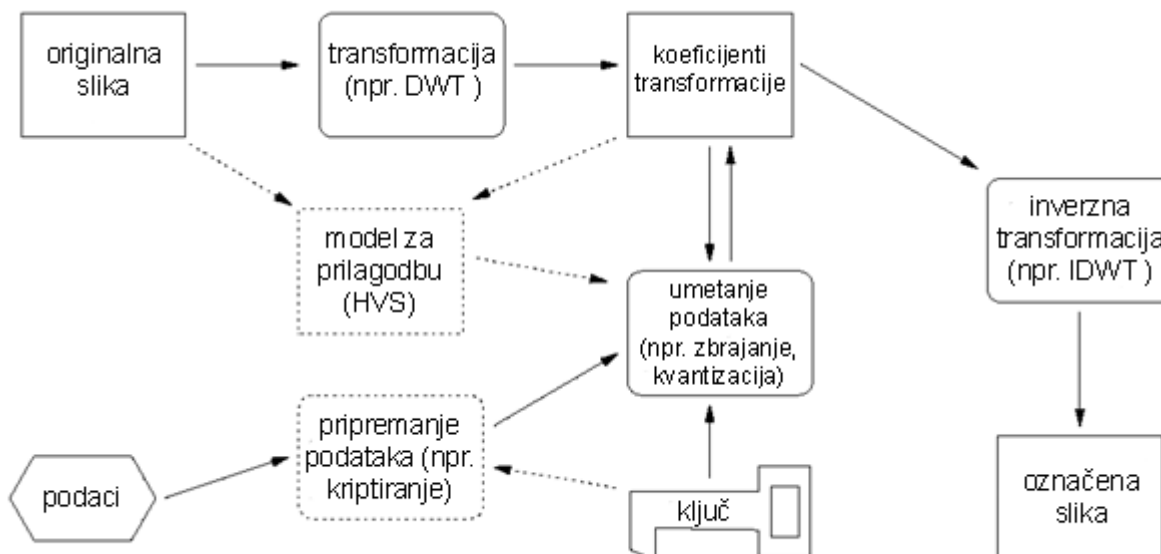 originalna
slika
transformacija
(npr. DWT )
koeficijenti
transformacije
model za
prilagodbu
(HVS)
inverzna
transformacija
(npr. IDWT )
umetanje
podataka
(npr. zbrajanje,
kvantizacija)
pripremanje
podataka (npr.
kriptiranje)
podaci
ključ
označena
slika